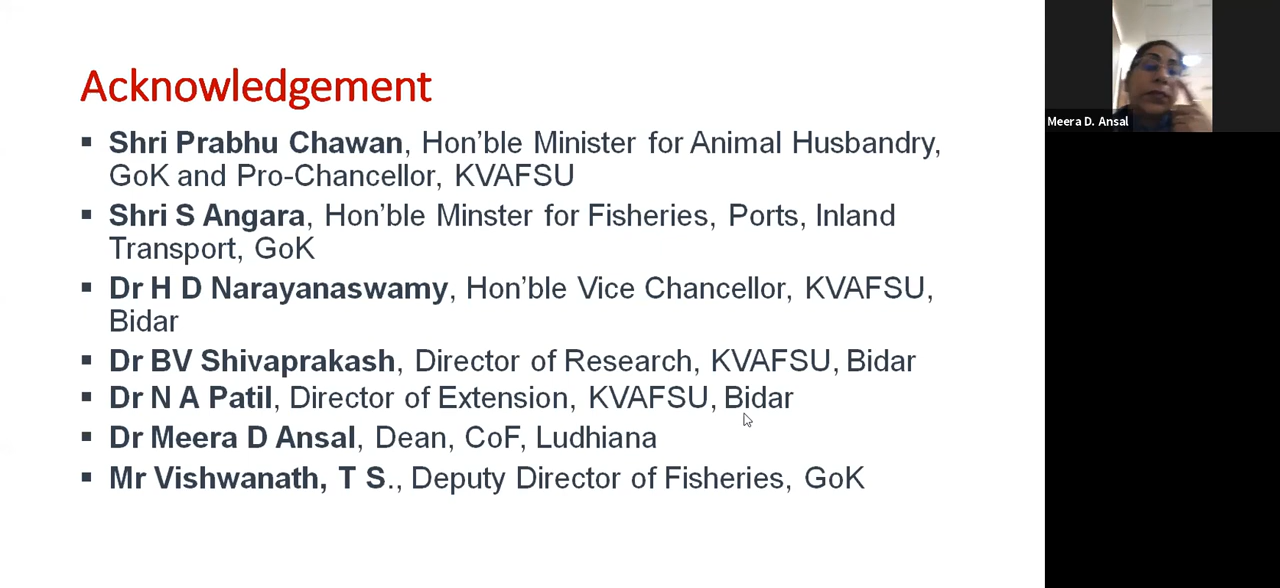 Acknowledgement
▪ Shri Prabhu Chawan, Hon’ble Minister for Animal Husbandry,
GoK and Pro-Chancellor, KVAFSU
▪ Shri S Angara, Hon’ble Minster for Fisheries, Ports, Inland
Transport, GoK
▪ Dr H D Narayanaswamy, Hon’ble Vice Chancellor, KVAFSU,
Bidar
▪ Dr BV Shivaprakash, Director of Research, KVAFSU, Bidar
▪ Dr N A Patil, Director of Extension, KVAFSU, Bidar
▪ Dr Meera D Ansal, Dean, CoF, Ludhiana
▪ Mr Vishwanath, T S., Deputy Director of Fisheries, GoK
Meera D. Ansal